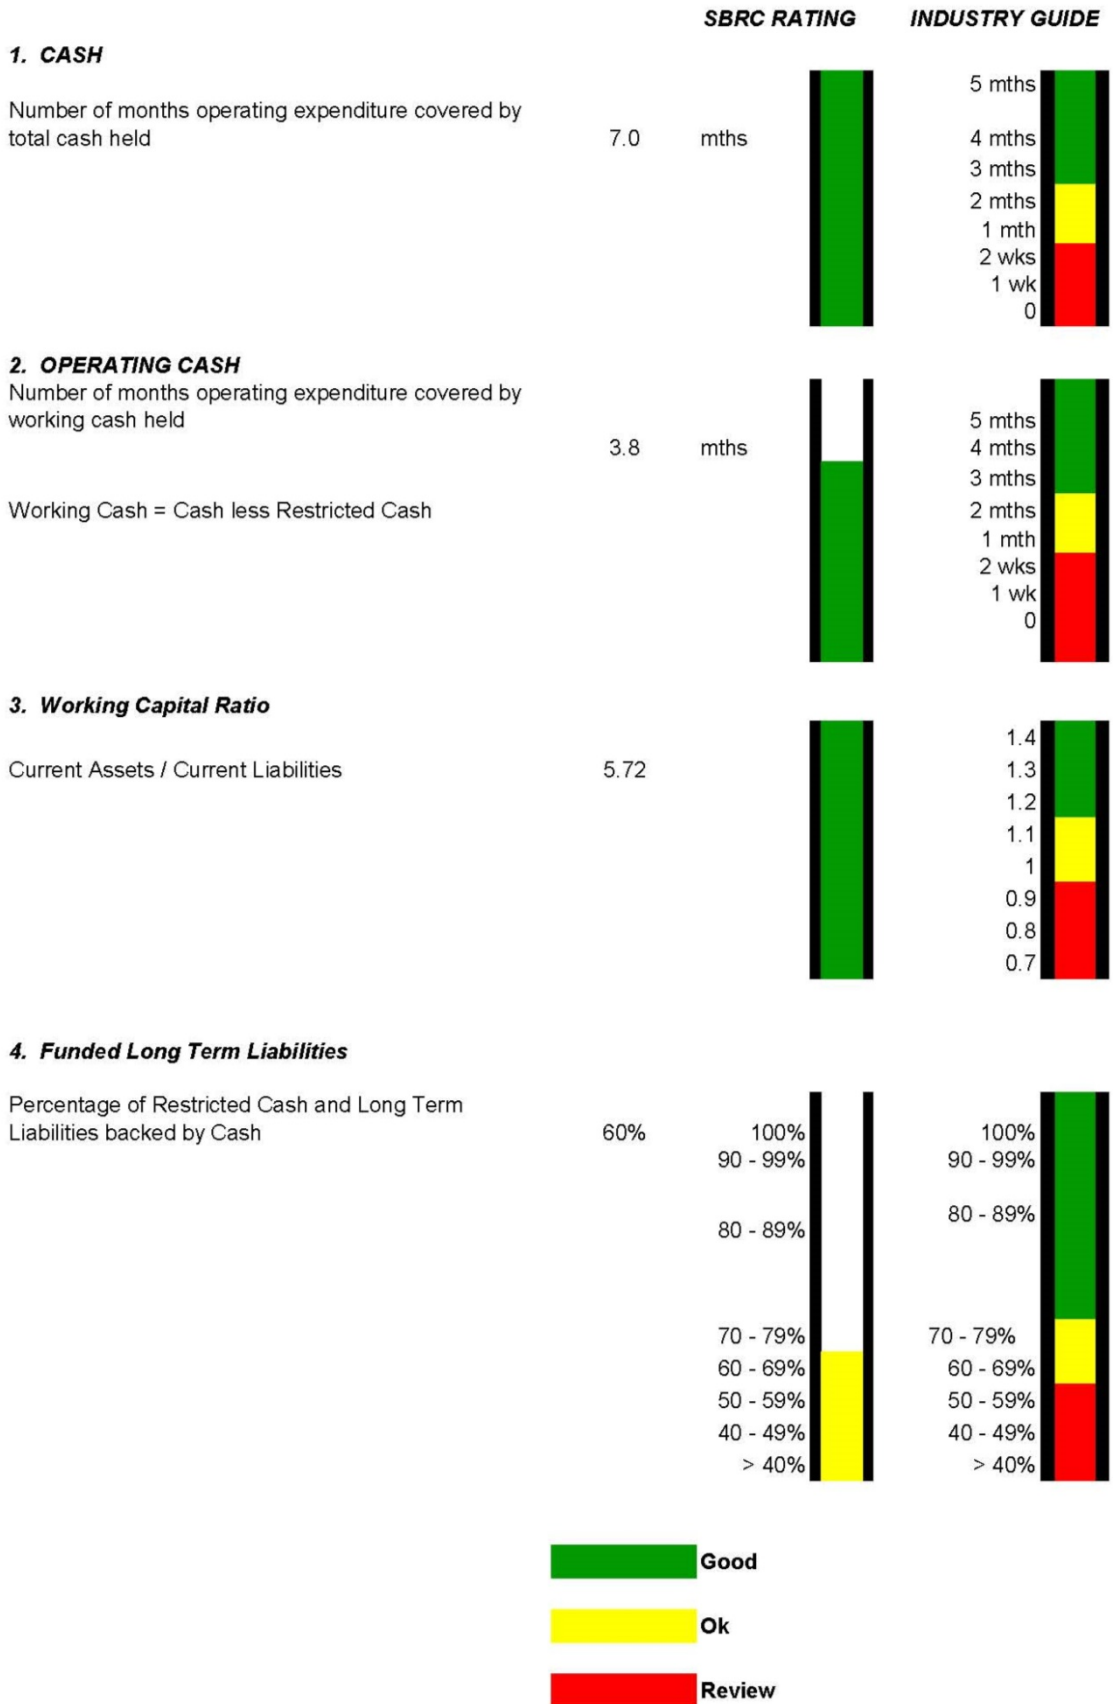 SBRC RATING INDUSTRY GUIDE
1. CASH
5 mths
Number of months operating expenditure covered by
total cash held 7.0 mths 4 mths
3 mths
2 mths
1 mth
2 wks
1 wk
0
2. OPERATING CASH
Number of months operating expenditure covered by
working cash held 5 mths
3.8 mths 4 mths
3 mths
Working Cash = Cash less Restricted Cash 2 mths
1 mth
2 wks
1 wk
0
3. Working Capital Ratio
1.4
Current Assets / Current Liabilities 5.72 1.3
1.2
1.1
1
0.9
0.8
0.7
4. Funded Long Term Liabilities
Percentage of Restricted Cash and Long Term
Liabilities backed by Cash 60% 100% 100%
90 - 99% 90 - 99%
80 - 89% 80 - 89%
70 - 79% 70 - 79%
60 - 69% 60 - 69%
50 - 59% 50 - 59%
40 - 49% 40 - 49%
> 40% > 40%
Good
Ok
Review